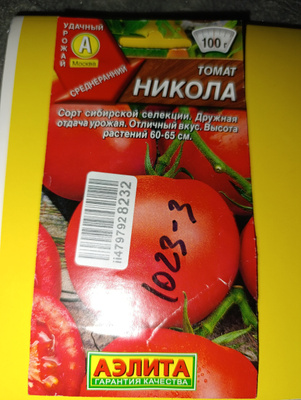 УДАЧНЫЙ
УРОЖАЙ
А
Москва
100 г
СРЕДНЕРАННИЙ
ТОМАТ
НИКОЛА
Сорт сибирской селекции. Дружная
отдача урожая. Отличный вкус. Высота
растений 60-65 см.
Н4797928232
1023-3
АЭЛИТА
ГАРАНТИЯ КАЧЕСТВА